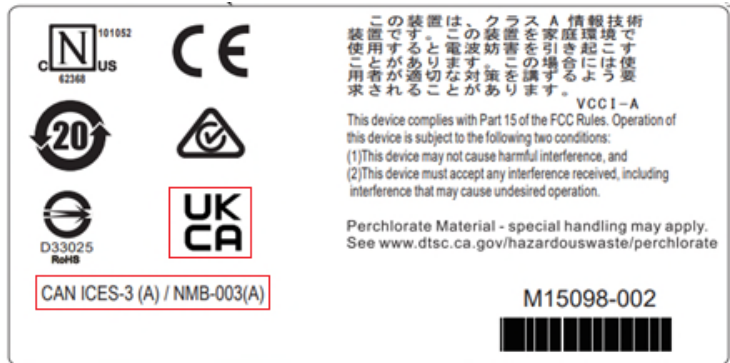 101052
N
C US
62368
CE
20
D33025
RoHS
UK
CA
CAN ICES-3 (A) / NMB-003(A)
この装置は、クラス A 情報技術
装置です。この装置を家庭環境で
使用すると電波妨害を引き起こす
ことがあります。この場合には使
用者が適切な対策を講ずるよう要
求されることがあります。
VCCI-A
This device complies with Part 15 of the FCC Rules. Operation of
this device is subject to the following two conditions:
(1)This device may not cause harmful interference, and
(2)This device must accept any interference received, including
interference that may cause undesired operation.
Perchlorate Material - special handling may apply.
See www.dtsc.ca.gov/hazardouswaste/perchlorate
M15098-002